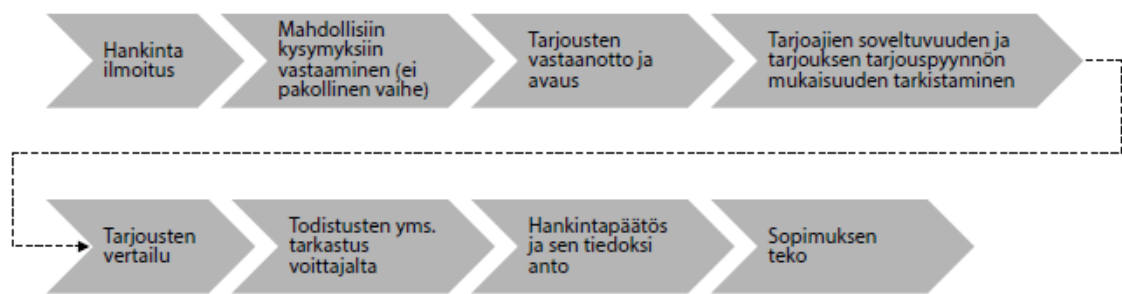 Hankinta
ilmoitus
Mahdollisiin
kysymyksiin
vastaaminen (ei
pakollinen vaihe)
Tarjousten
vastaanotto ja
avaus
Tarjoajien soveltuvuuden ja
tarjouksen tarjouspyynnön
mukaisuuden tarkistaminen
Tarjousten
vertailu
Todistusten yms.
tarkastus
voittajalta
Hankintapäätös
ja sen tiedoksi
anto
Sopimuksen
teko